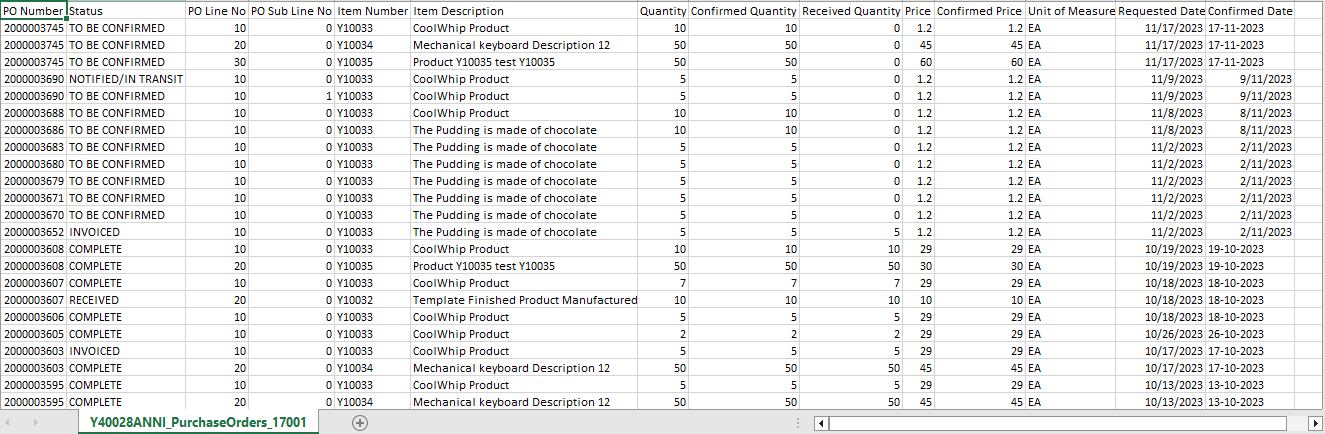 PO Number Status PO Line No PO Sub Line No Item Number Item Description Quantity Confirmed Quantity Received Quantity Price Confirmed Price Unit of Measure Requested Date Confirmed Date
2000003745 TO BE CONFIRMED 10 0 Y10033 CoolWhip Product 10 10 0 1.2 1.2 EA 11/17/2023 17-11-2023
2000003745 TO BE CONFIRMED 20 0 Y10034 Mechanical keyboard Description 12 50 50 0 45 45 EA 11/17/2023 17-11-2023
2000003745 TO BE CONFIRMED 30 0 Y10035 Product Y10035 test Y10035 50 50 0 60 60 EA 11/17/2023 17-11-2023
2000003690 NOTIFIED/IN TRANSIT 10 0 Y10033 CoolWhip Product 5 5 0 1.2 1.2 EA 11/9/2023 9/11/2023
2000003690 TO BE CONFIRMED 10 1 Y10033 CoolWhip Product 5 5 0 1.2 1.2 EA 11/9/2023 9/11/2023
2000003688 TO BE CONFIRMED 10 0 Y10033 CoolWhip Product 10 10 0 1.2 1.2 EA 11/8/2023 8/11/2023
2000003686 TO BE CONFIRMED 10 0 Y10033 The Pudding is made of chocolate 10 10 0 1.2 1.2 EA 11/8/2023 8/11/2023
2000003683 TO BE CONFIRMED 10 0 Y10033 The Pudding is made of chocolate 5 5 0 1.2 1.2 EA 11/2/2023 2/11/2023
2000003680 TO BE CONFIRMED 10 0 Y10033 The Pudding is made of chocolate 5 5 0 1.2 1.2 EA 11/2/2023 2/11/2023
2000003679 TO BE CONFIRMED 10 0 Y10033 The Pudding is made of chocolate 5 5 0 1.2 1.2 EA 11/2/2023 2/11/2023
2000003671 TO BE CONFIRMED 10 0 Y10033 The Pudding is made of chocolate 5 5 0 1.2 1.2 EA 11/2/2023 2/11/2023
2000003670 TO BE CONFIRMED 10 0 Y10033 The Pudding is made of chocolate 5 5 0 1.2 1.2 EA 11/2/2023 2/11/2023
2000003652 INVOICED 10 0 Y10033 The Pudding is made of chocolate 5 5 5 1.2 1.2 EA 11/2/2023 2/11/2023
2000003608 COMPLETE 10 0 Y10033 CoolWhip Product 10 10 10 29 29 EA 10/19/2023 19-10-2023
2000003608 COMPLETE 20 0 Y10035 Product Y10035 test Y10035 50 50 50 30 30 EA 10/19/2023 19-10-2023
2000003607 COMPLETE 10 0 Y10033 CoolWhip Product 7 7 7 29 29 EA 10/18/2023 18-10-2023
2000003607 RECEIVED 20 0 Y10032 Template Finished Product Manufactured 10 10 10 10 10 EA 10/18/2023 18-10-2023
2000003606 COMPLETE 10 0 Y10033 CoolWhip Product 5 5 5 29 29 EA 10/18/2023 18-10-2023
2000003605 COMPLETE 10 0 Y10033 CoolWhip Product 2 2 2 29 29 EA 10/26/2023 26-10-2023
2000003603 INVOICED 10 0 Y10033 CoolWhip Product 5 5 5 29 29 EA 10/17/2023 17-10-2023
2000003603 COMPLETE 20 0 Y10034 Mechanical keyboard Description 12 50 50 50 45 45 EA 10/17/2023 17-10-2023
2000003595 COMPLETE 10 0 Y10033 CoolWhip Product 5 5 5 29 29 EA 10/13/2023 13-10-2023
2000003595 COMPLETE 20 0 Y10034 Mechanical keyboard Description 12 50 50 50 45 45 EA 10/13/2023 13-10-2023
Y40028ANNI_PurchaseOrders_17001